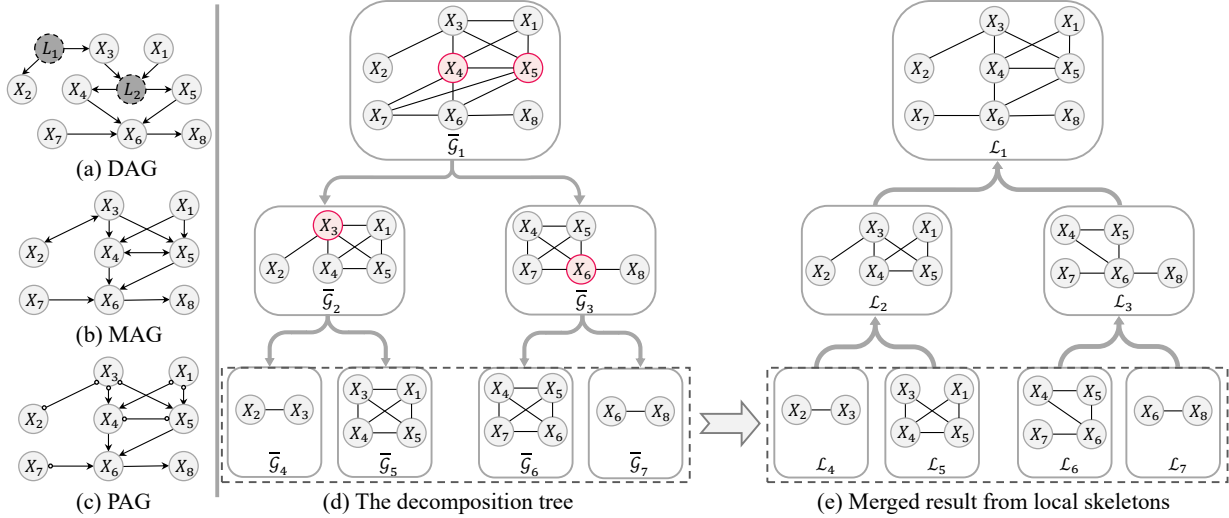 L₁ X₃ X₁
X₂
X₄ L₂ X₅
X₇ X₆ X₈
(a) DAG
X₃ X₁
X₂ X₄ X₅
X₇ X₆ X₈
(b) MAG
X₃ X₁
X₂ X₄ X₅
X₇ X₆ X₈
(c) PAG
X₃ X₁
X₂ X₄ X₅
X₇ X₆ X₈
𝒢̅₁
X₃ X₁
X₂ X₄ X₅
𝒢̅₂
X₄ X₅
X₇ X₆ X₈
𝒢̅₃
X₂ X₃
𝒢̅₄
X₃ X₁
X₄ X₅
𝒢̅₅
X₄ X₅
X₇ X₆
𝒢̅₆
X₆ X₈
𝒢̅₇
(d) The decomposition tree
X₃ X₁
X₂ X₄ X₅
X₇ X₆ X₈
ℒ₁
X₃ X₁
X₂ X₄ X₅
ℒ₂
X₄ X₅
X₇ X₆ X₈
ℒ₃
X₂ X₃
ℒ₄
X₃ X₁
X₄ X₅
ℒ₅
X₄ X₅
X₇ X₆
ℒ₆
X₆ X₈
ℒ₇
(e) Merged result from local skeletons